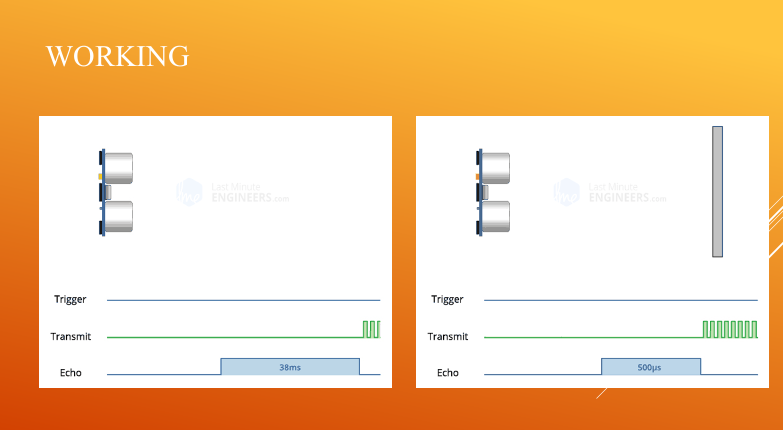 WORKING
Last Minute
ENGINEERS.com
Trigger
Transmit
Echo
38ms
Last Minute
ENGINEERS.com
Trigger
Transmit
Echo
500µs